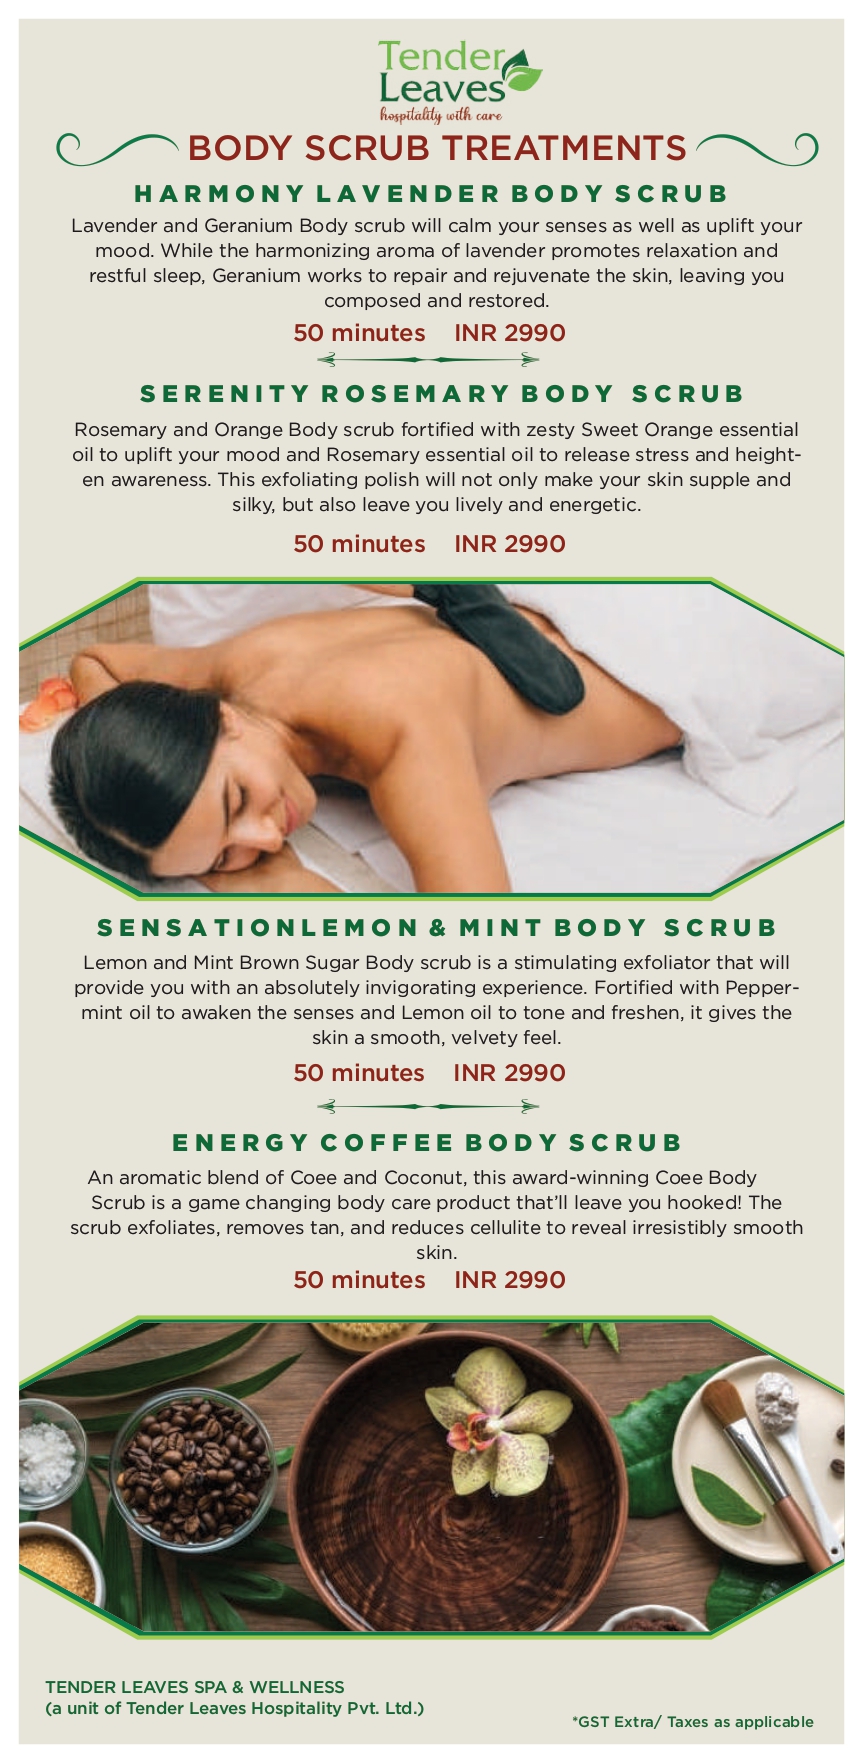 Tender
Leaves
hospitality with care
BODY SCRUB TREATMENTS
HARMONY LAVENDER BODY SCRUB
Lavender and Geranium Body scrub will calm your senses as well as uplift your
mood. While the harmonizing aroma of lavender promotes relaxation and
restful sleep, Geranium works to repair and rejuvenate the skin, leaving you
composed and restored.
50 minutes INR 2990
SERENITY ROSEMARY BODY SCRUB
Rosemary and Orange Body scrub fortified with zesty Sweet Orange essential
oil to uplift your mood and Rosemary essential oil to release stress and height-
en awareness. This exfoliating polish will not only make your skin supple and
silky, but also leave you lively and energetic.
50 minutes INR 2990
SENSATIONLEMON & MINT BODY SCRUB
Lemon and Mint Brown Sugar Body scrub is a stimulating exfoliator that will
provide you with an absolutely invigorating experience. Fortified with Pepper-
mint oil to awaken the senses and Lemon oil to tone and freshen, it gives the
skin a smooth, velvety feel.
50 minutes INR 2990
ENERGY COFFEE BODY SCRUB
An aromatic blend of Coee and Coconut, this award-winning Coee Body
Scrub is a game changing body care product that'll leave you hooked! The
scrub exfoliates, removes tan, and reduces cellulite to reveal irresistibly smooth
skin.
50 minutes INR 2990
TENDER LEAVES SPA & WELLNESS
(a unit of Tender Leaves Hospitality Pvt. Ltd.)
*GST Extra/ Taxes as applicable